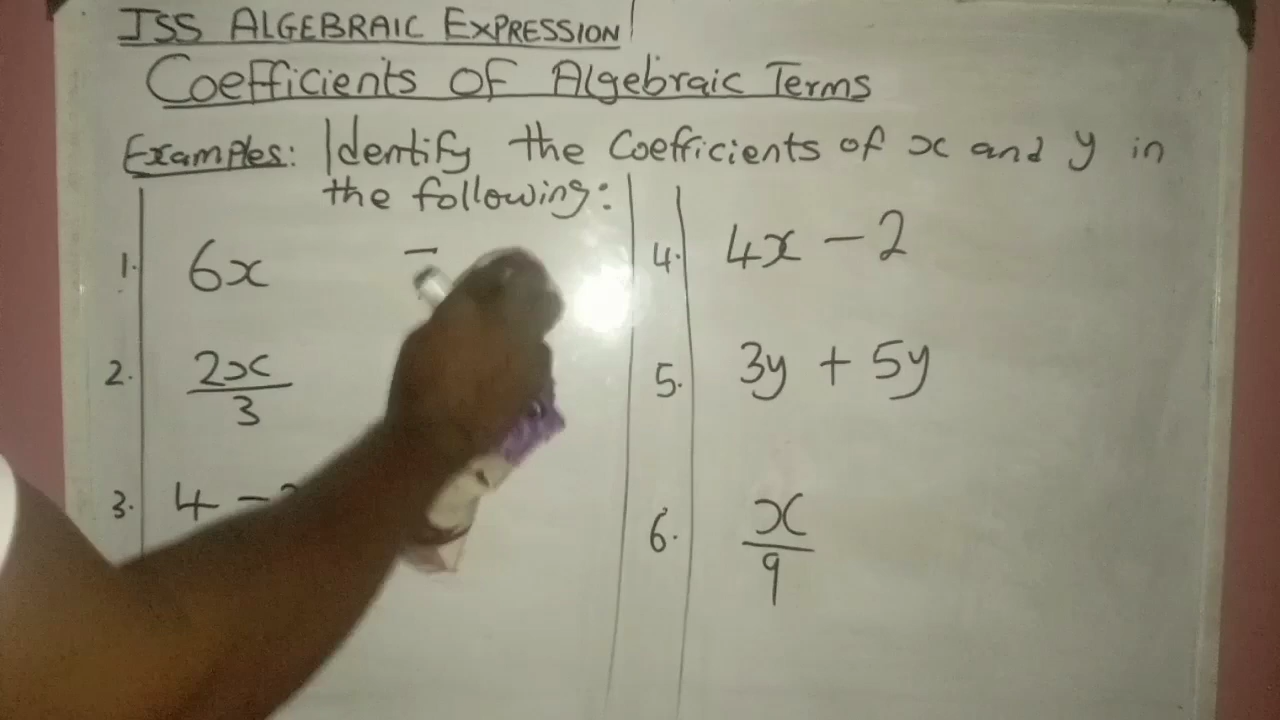 JSS ALGEBRAIC EXPRESSION
Coefficients Of Algebraic Terms
Examples: Identify the Coefficients of x and y in
the following:
1. 6x =
2. 2x/3
3. 4 -
4. 4x - 2
5. 3y + 5y
6. x/9